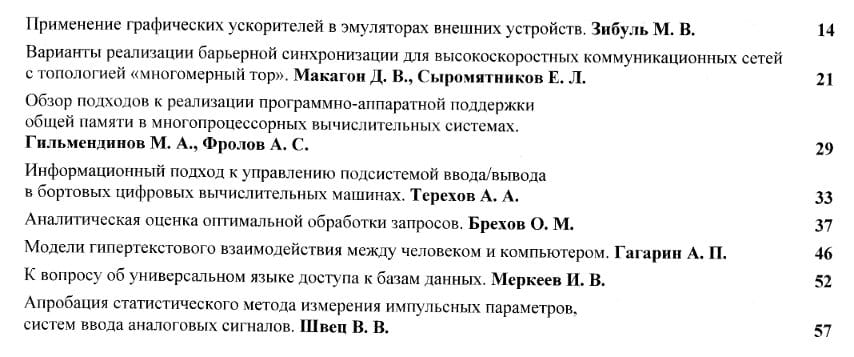 Применение графических ускорителей в эмуляторах внешних устройств. Зибуль М. В. 14
Варианты реализации барьерной синхронизации для высокоскоростных коммуникационных сетей
с топологией «многомерный тор». Макагон Д. В., Сыромятников Е. Л. 21
Обзор подходов к реализации программно-аппаратной поддержки
общей памяти в многопроцессорных вычислительных системах.
Гильмендинов М. А., Фролов А. С. 29
Информационный подход к управлению подсистемой ввода/вывода
в бортовых цифровых вычислительных машинах. Терехов А. А. 33
Аналитическая оценка оптимальной обработки запросов. Брехов О. М. 37
Модели гипертекстового взаимодействия между человеком и компьютером. Гагарин А. П. 46
К вопросу об универсальном языке доступа к базам данных. Меркеев И. В. 52
Апробация статистического метода измерения импульсных параметров,
систем ввода аналоговых сигналов. Швец В. В. 57